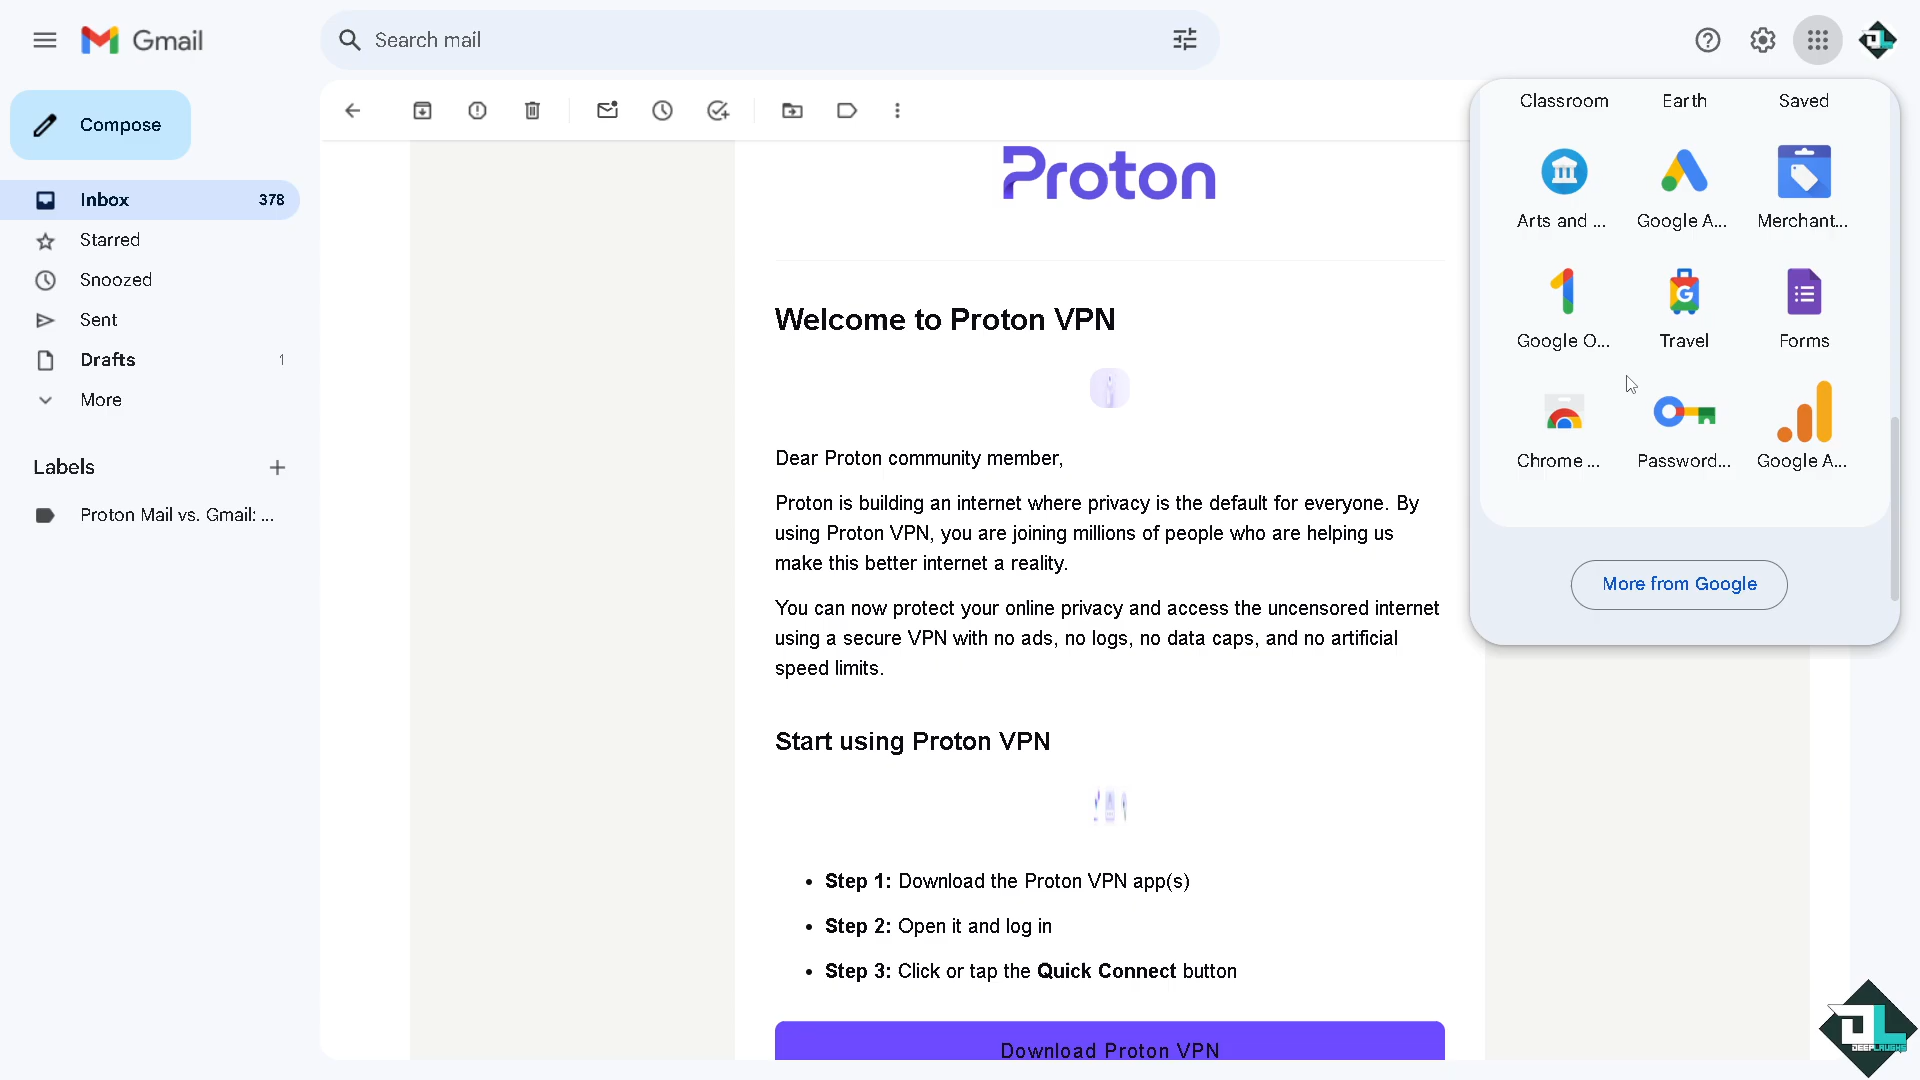 Gmail
Search mail
Compose
Inbox 378
Starred
Snoozed
Sent
Drafts 1
More
Labels
Proton Mail vs. Gmail: ...
Proton
Welcome to Proton VPN
Dear Proton community member,
Proton is building an internet where privacy is the default for everyone. By
using Proton VPN, you are joining millions of people who are helping us
make this better internet a reality.
You can now protect your online privacy and access the uncensored internet
using a secure VPN with no ads, no logs, no data caps, and no artificial
speed limits.
Start using Proton VPN
• Step 1: Download the Proton VPN app(s)
• Step 2: Open it and log in
• Step 3: Click or tap the Quick Connect button
Download Proton VPN
Classroom Earth Saved
Arts and ... Google A... Merchant...
Google O... Travel Forms
Chrome ... Password... Google A...
More from Google
DL
DEEPLAUGHS